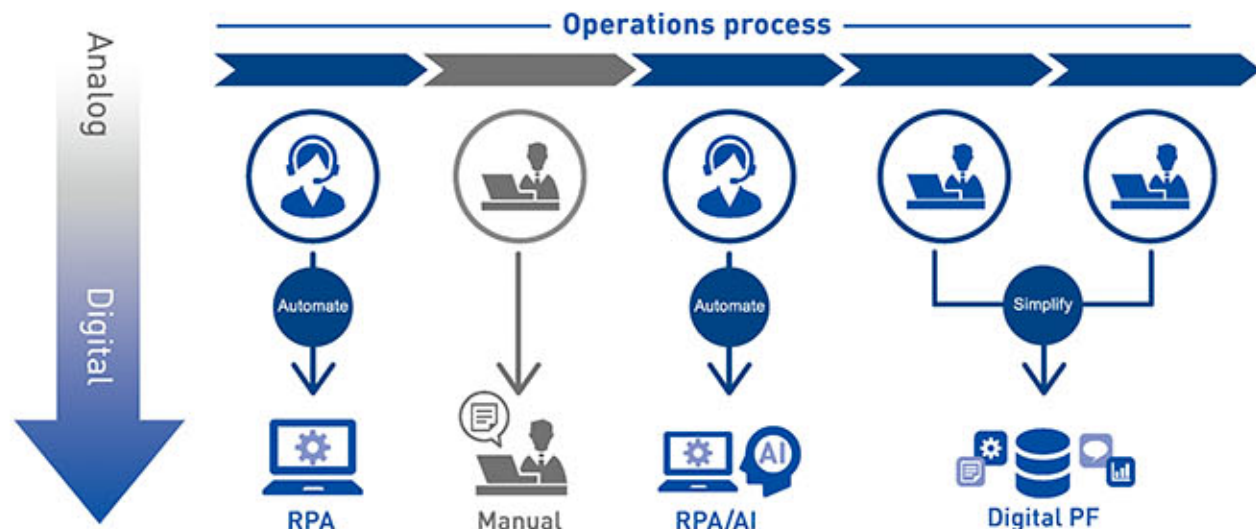 Operations process
Analog
Digital
Automate
Automate
Simplify
AI
RPA
Manual
RPA/AI
Digital PF